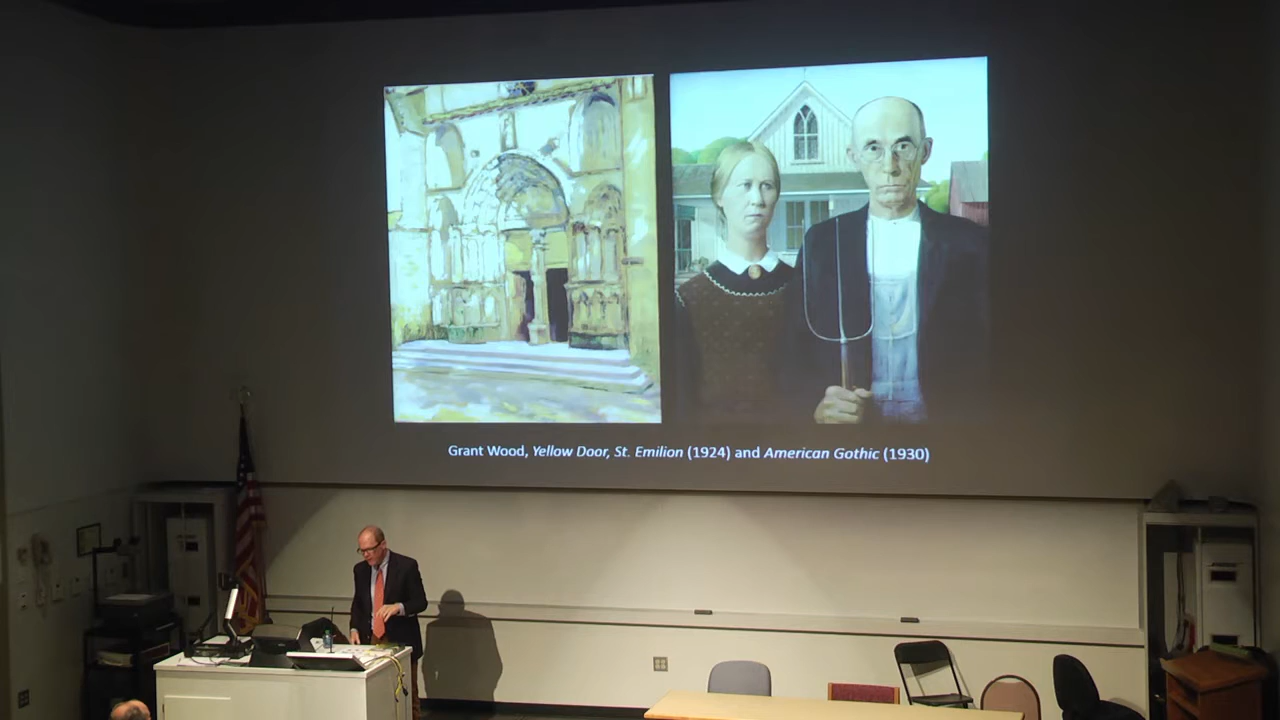 Grant Wood, Yellow Door, St. Emilion (1924) and American Gothic (1930)